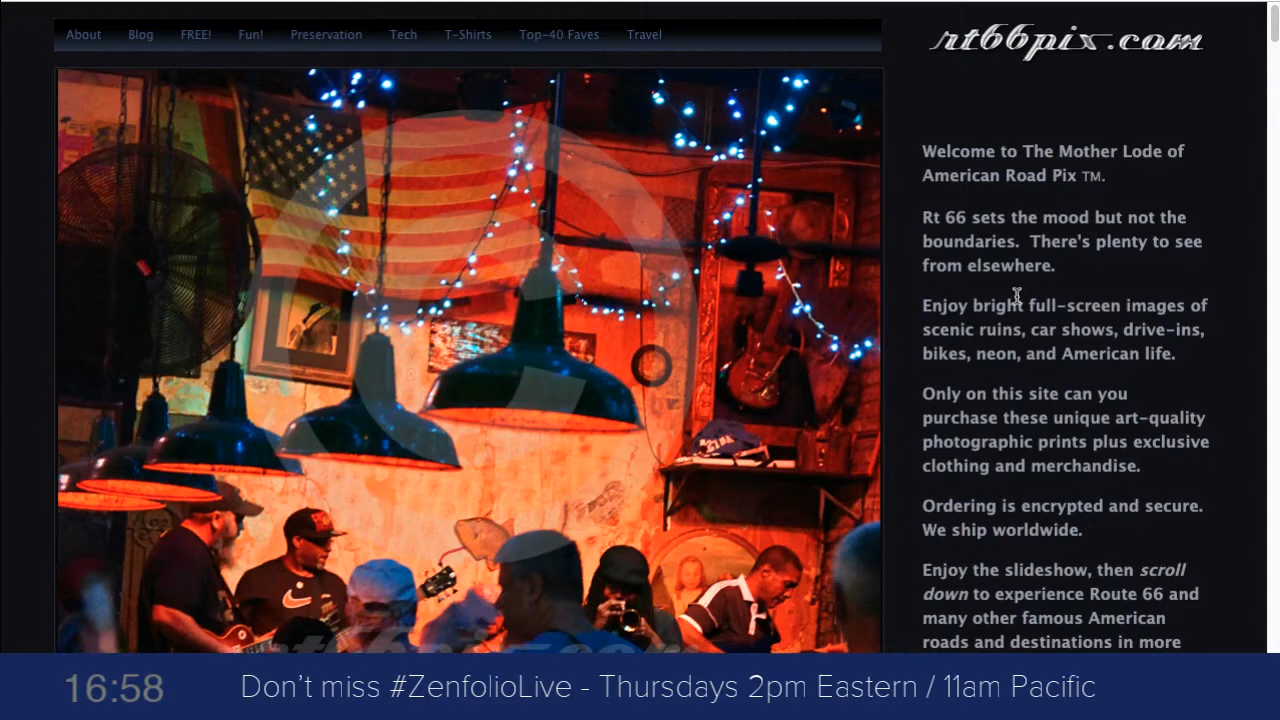 About Blog FREE! Fun! Preservation Tech T-Shirts Top-40 Faves Travel
rt66pix.com
Welcome to The Mother Lode of
American Road Pix TM.
Rt 66 sets the mood but not the
boundaries. There's plenty to see
from elsewhere.
Enjoy bright full-screen images of
scenic ruins, car shows, drive-ins,
bikes, neon, and American life.
Only on this site can you
purchase these unique art-quality
photographic prints plus exclusive
clothing and merchandise.
Ordering is encrypted and secure.
We ship worldwide.
Enjoy the slideshow, then scroll
down to experience Route 66 and
many other famous American
roads and destinations in more
©
rt66pix.com
16:58
Don't miss #ZenfolioLive - Thursdays 2pm Eastern / 11am Pacific